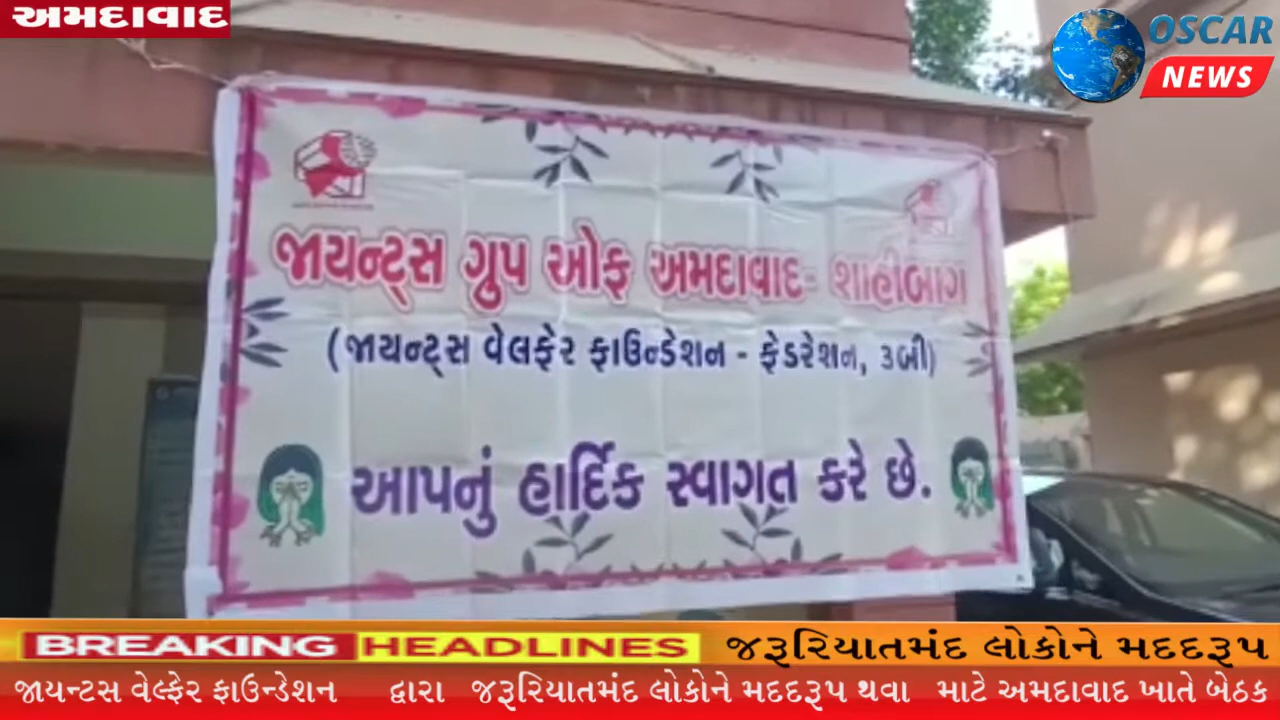 અમદાવાદ
OSCAR
NEWS
જાયન્ટ્સ ગ્રુપ ઓફ અમદાવાદ- શાહીબાગ
(જાયન્ટ્સ વેલફેર ફાઉન્ડેશન - ફેડરેશન, ૩બી)
આપનું હાર્દિક સ્વાગત કરે છે.
BREAKING HEADLINES જરૂરિયાતમંદ લોકોને મદદરૂપ
જાયન્ટસ વેલ્ફેર ફાઉન્ડેશન દ્વારા જરૂરિયાતમંદ લોકોને મદદરૂપ થવા માટે અમદાવાદ ખાતે બેઠક